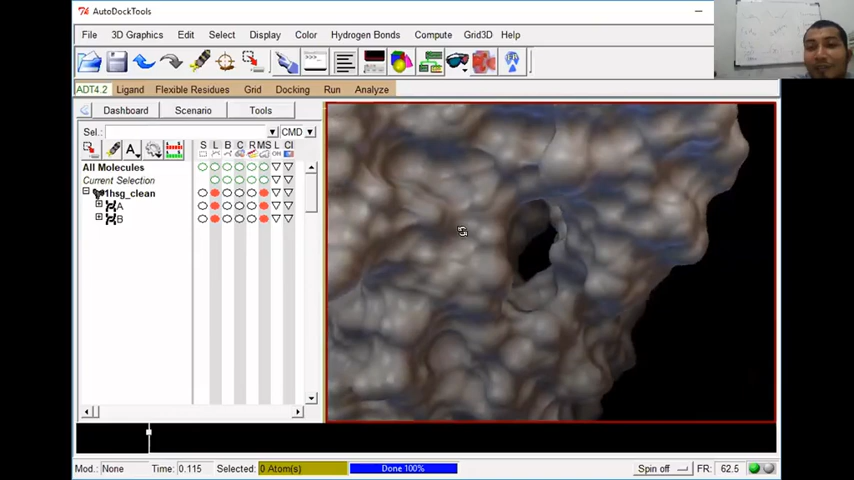 AutoDockTools
File 3D Graphics Edit Select Display Color Hydrogen Bonds Compute Grid3D Help
ADT4.2 Ligand Flexible Residues Grid Docking Run Analyze
Dashboard Scenario Tools
Sel.: CMD
S L B C R MS L Cl
All Molecules
Current Selection
1hsg_clean
A
B
Mod.: None Time: 0.115 Selected: 0 Atom(s) Done 100% Spin off FR: 62.5